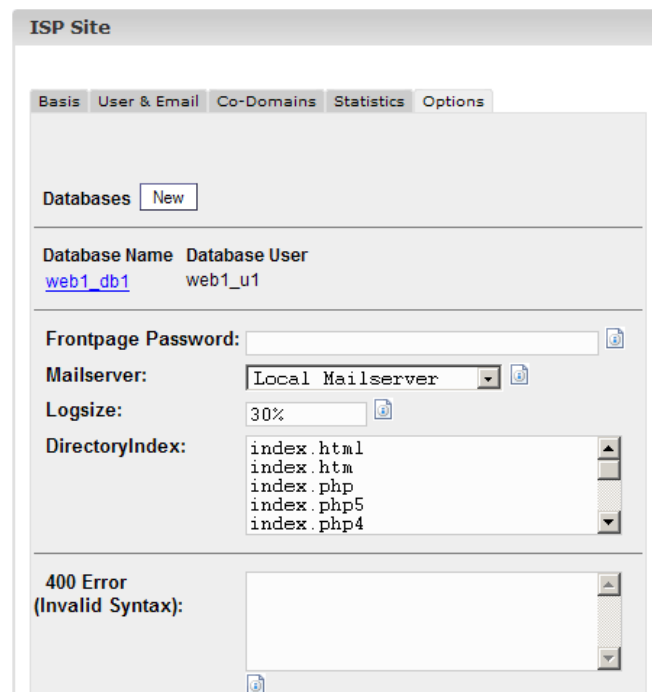 ISP Site
Basis User & Email Co-Domains Statistics Options
Databases New
Database Name Database User
web1_db1 web1_u1
Frontpage Password:
Mailserver: Local Mailserver
Logsize: 30%
DirectoryIndex: index.html
index.htm
index.php
index.php5
index.php4
400 Error
(Invalid Syntax):